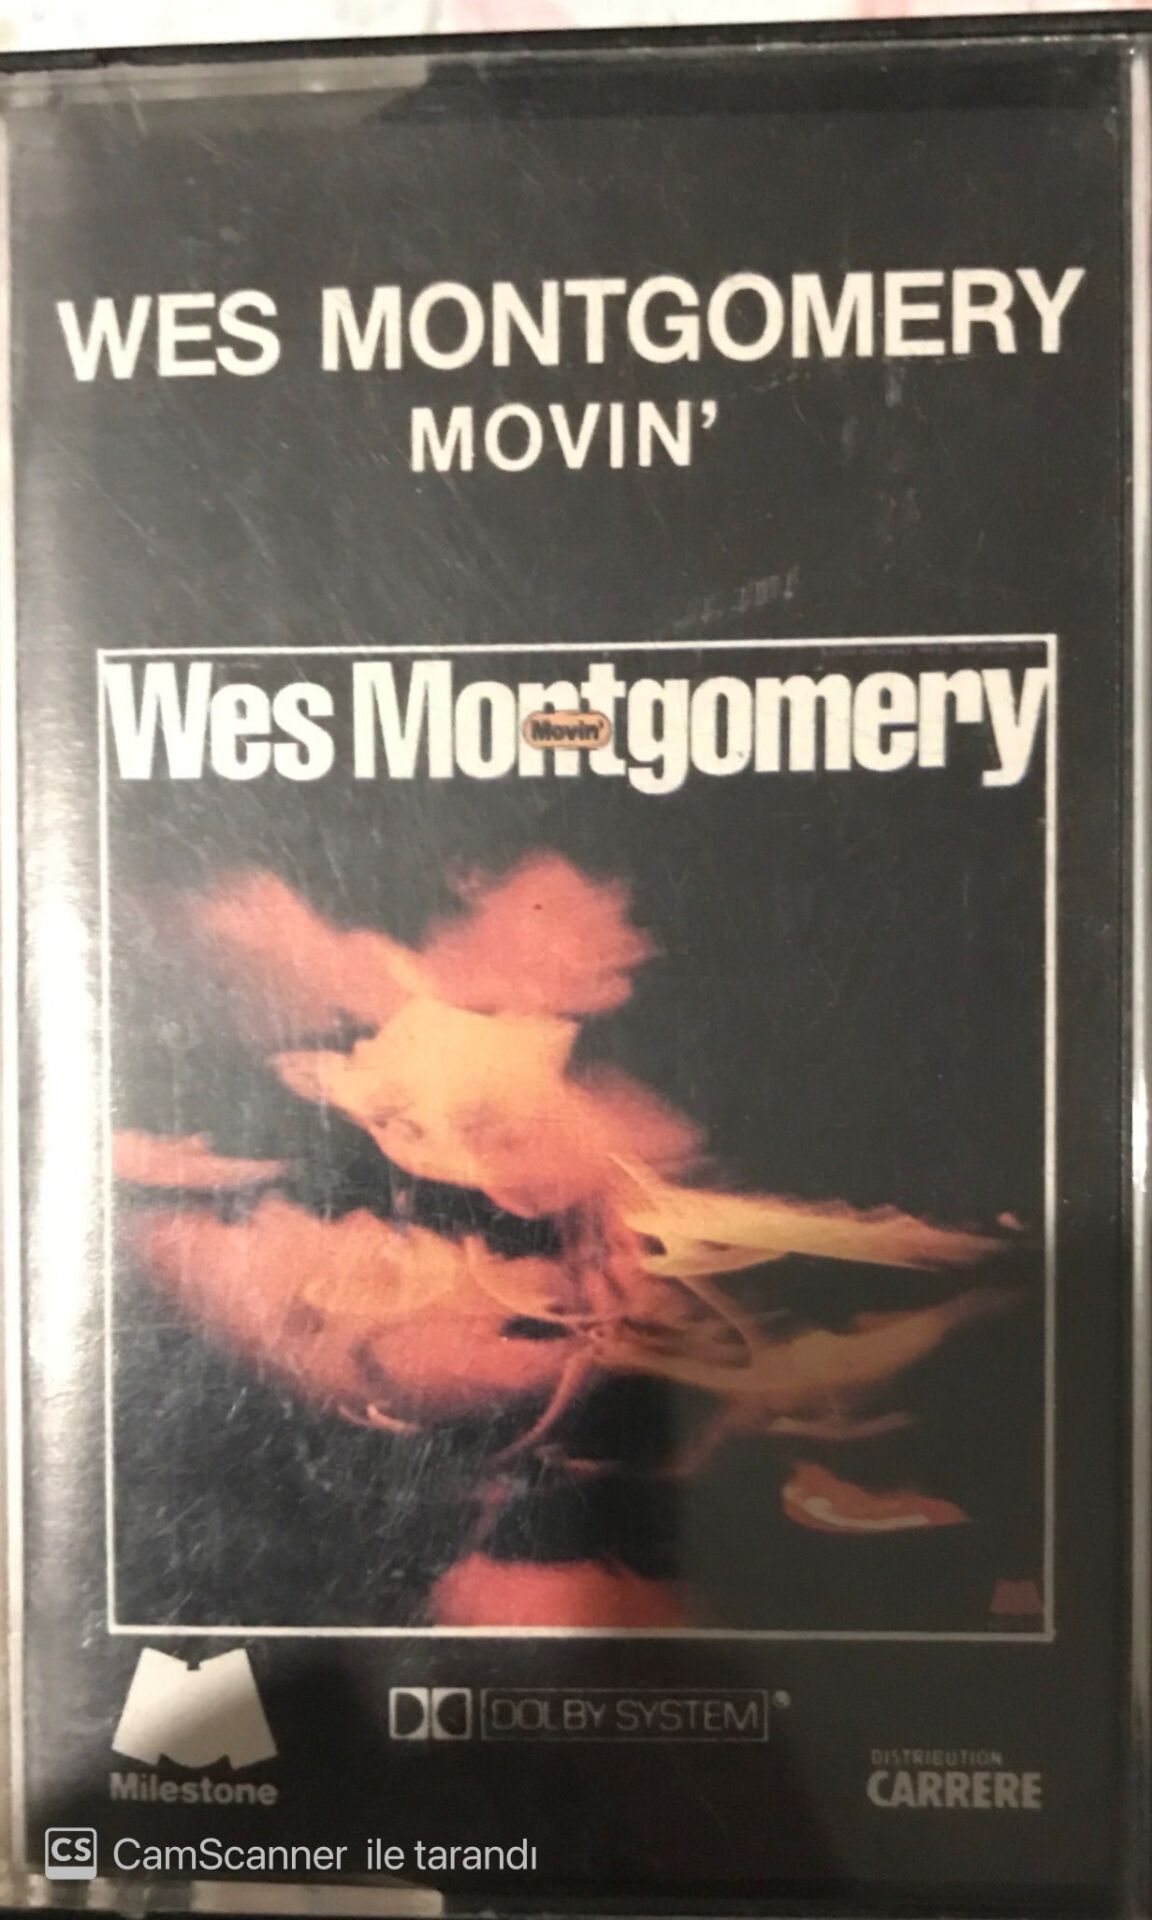 WES MONTGOMERY
MOVIN'
Wes Montgomery
Movin'
DOLBY SYSTEM
Milestone
DISTRIBUTION
CARRERE
CS CamScanner ile tarandı